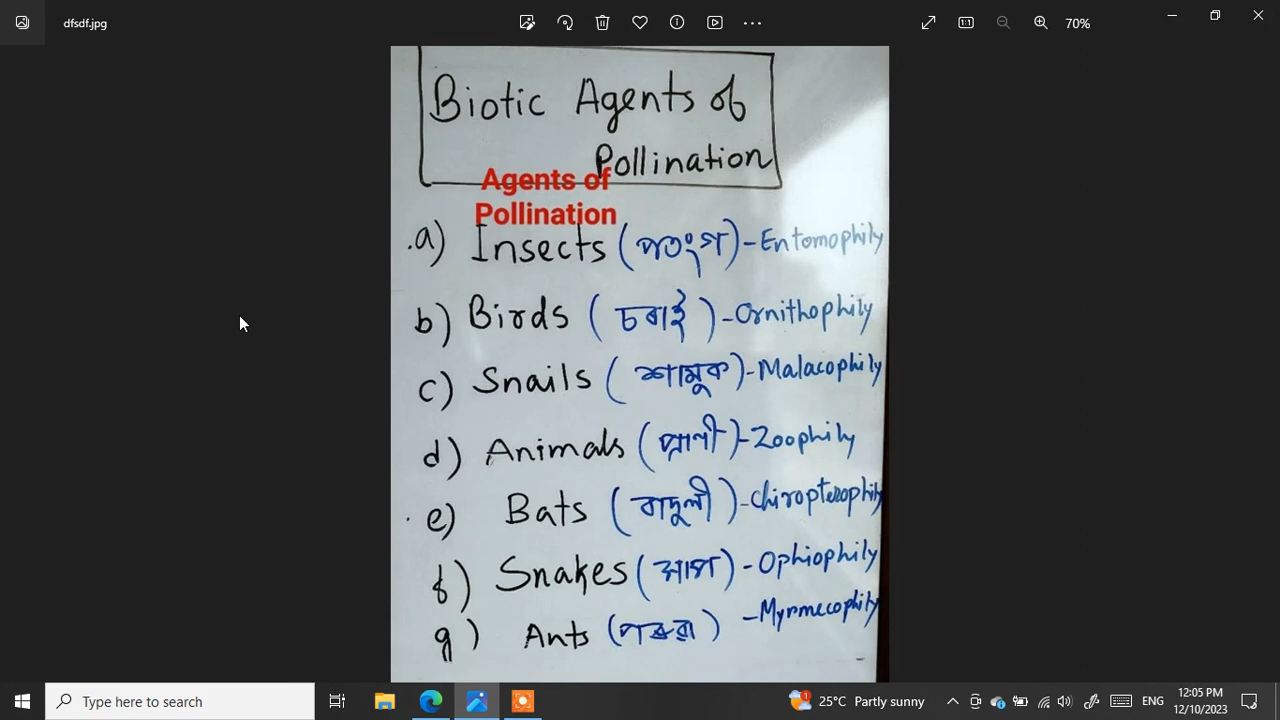 dfsdf.jpg
70%
Biotic Agents of
Pollination
Agents of
Pollination
a) Insects (পতংগ) - Entomophily
b) Birds (চৰাই) - Ornithophily
c) Snails (শামুক) - Malacophily
d) Animals (প্ৰাণী) - Zoophily
e) Bats (বাদুলী) - Chiropterophily
f) Snakes (সাপ) - Ophiophily
g) Ants (পৰুৱা) - Myrmecophily
Type here to search
1
25°C Partly sunny
ENG
12:05 PM
12/10/2023